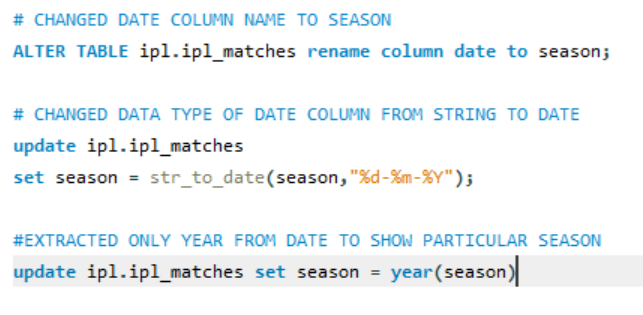 # CHANGED DATE COLUMN NAME TO SEASON
ALTER TABLE ipl.ipl_matches rename column date to season;
# CHANGED DATA TYPE OF DATE COLUMN FROM STRING TO DATE
update ipl.ipl_matches
set season = str_to_date(season,"%d-%m-%Y");
#EXTRACTED ONLY YEAR FROM DATE TO SHOW PARTICULAR SEASON
update ipl.ipl_matches set season = year(season)